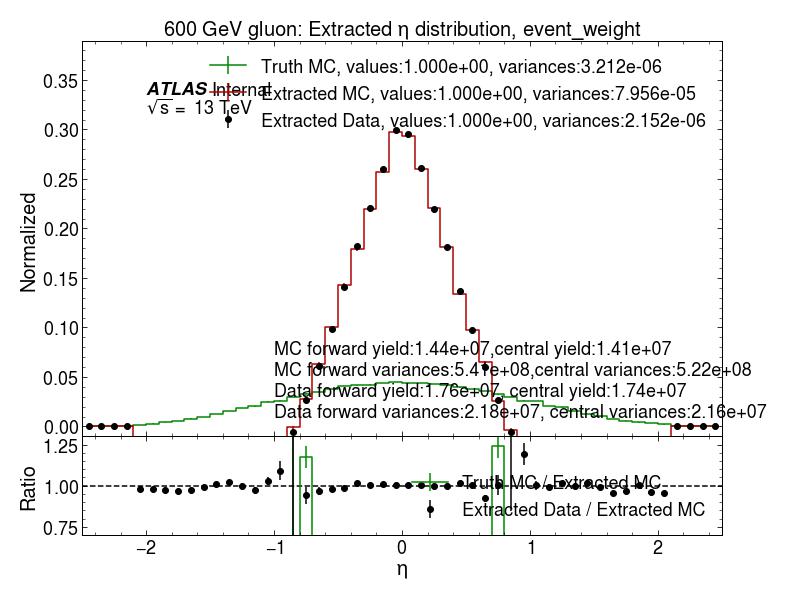 600 GeV gluon: Extracted η distribution, event_weight
Truth MC, values:1.000e+00, variances:3.212e-06
Extracted MC, values:1.000e+00, variances:7.956e-05
Extracted Data, values:1.000e+00, variances:2.152e-06
ATLAS Internal
√s = 13 TeV
Normalized
0.35
0.30
0.25
0.20
0.15
0.10
0.05
0.00
MC forward yield:1.44e+07,central yield:1.41e+07
MC forward variances:5.41e+08,central variances:5.22e+08
Data forward yield:1.76e+07, central yield:1.74e+07
Data forward variances:2.18e+07, central variances:2.16e+07
Ratio
1.25
1.00
0.75
Truth MC / Extracted MC
Extracted Data / Extracted MC
−2 −1 0 1 2
η